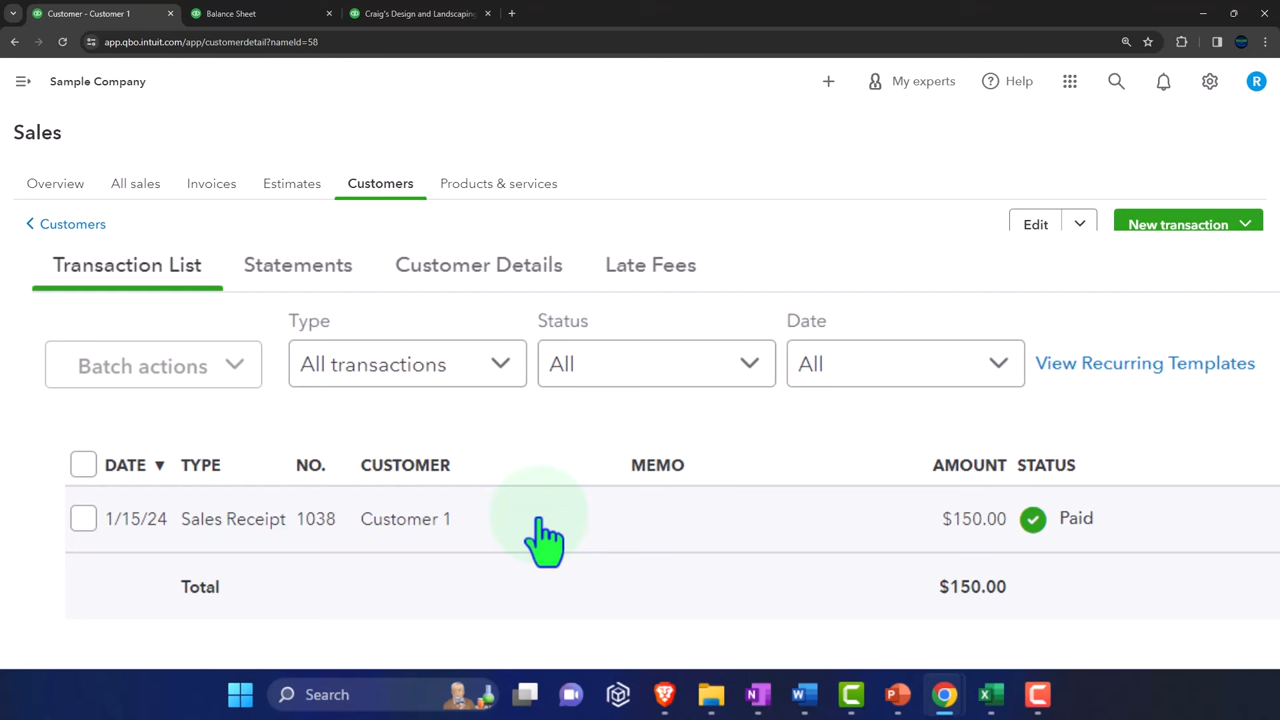 Customer - Customer 1
Balance Sheet
Craig's Design and Landscaping
app.qbo.intuit.com/app/customerdetail?nameId=58
Sample Company
My experts
Help
R
Sales
Overview
All sales
Invoices
Estimates
Customers
Products & services
Customers
Edit
New transaction
Transaction List
Statements
Customer Details
Late Fees
Type
Status
Date
Batch actions
All transactions
All
All
View Recurring Templates
DATE TYPE NO. CUSTOMER MEMO AMOUNT STATUS
1/15/24 Sales Receipt 1038 Customer 1 $150.00 Paid
Total $150.00
Search